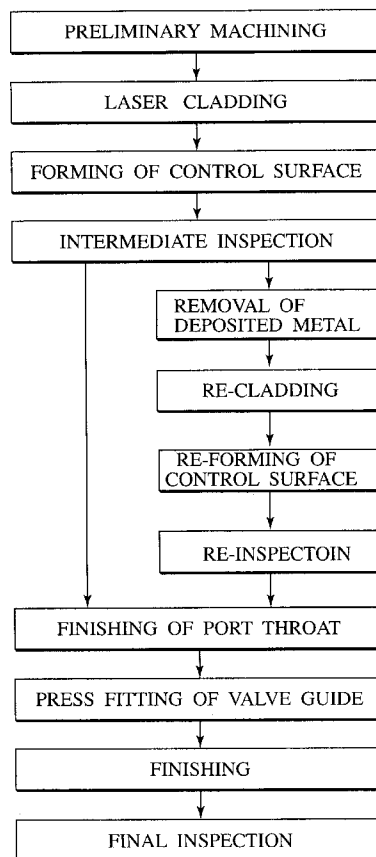 PRELIMINARY MACHINING
LASER CLADDING
FORMING OF CONTROL SURFACE
INTERMEDIATE INSPECTION
REMOVAL OF
DEPOSITED METAL
RE-CLADDING
RE-FORMING OF
CONTROL SURFACE
RE-INSPECTOIN
FINISHING OF PORT THROAT
PRESS FITTING OF VALVE GUIDE
FINISHING
FINAL INSPECTION